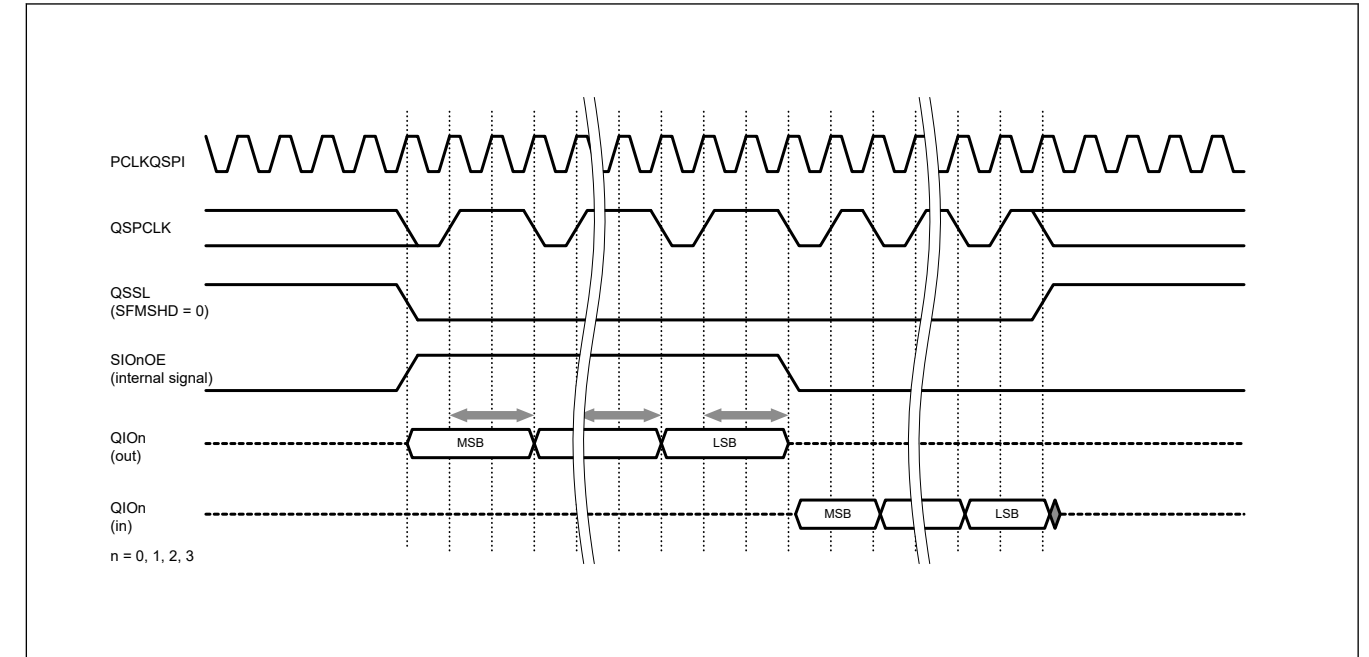 PCLKQSPI
QSPCLK
QSSL
(SFMSHD = 0)
SIOnOE
(internal signal)
QIOn
(out)
MSB
LSB
QIOn
(in)
MSB
LSB
n = 0, 1, 2, 3